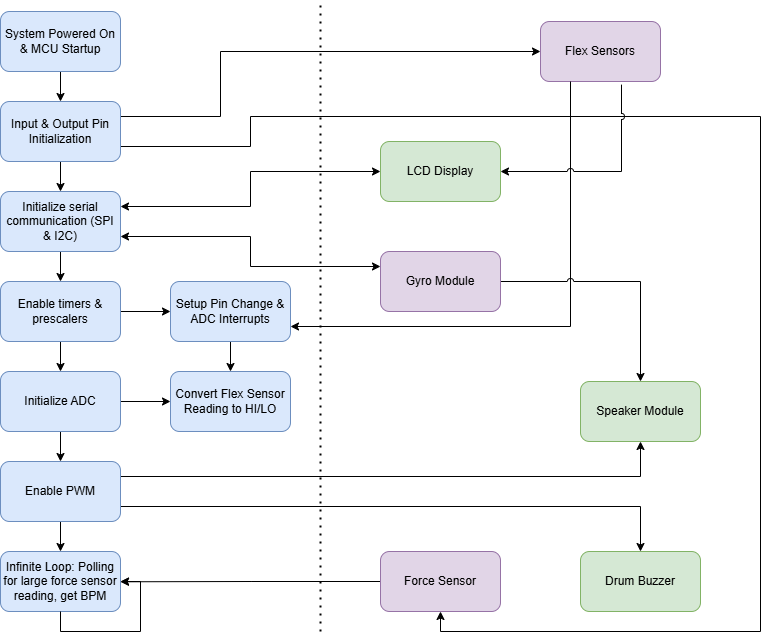 System Powered On
& MCU Startup
Flex Sensors
Input & Output Pin
Initialization
LCD Display
Initialize serial
communication (SPI
& I2C)
Gyro Module
Enable timers &
prescalers
Setup Pin Change &
ADC Interrupts
Initialize ADC
Convert Flex Sensor
Reading to HI/LO
Speaker Module
Enable PWM
Infinite Loop: Polling
for large force sensor
reading, get BPM
Force Sensor
Drum Buzzer